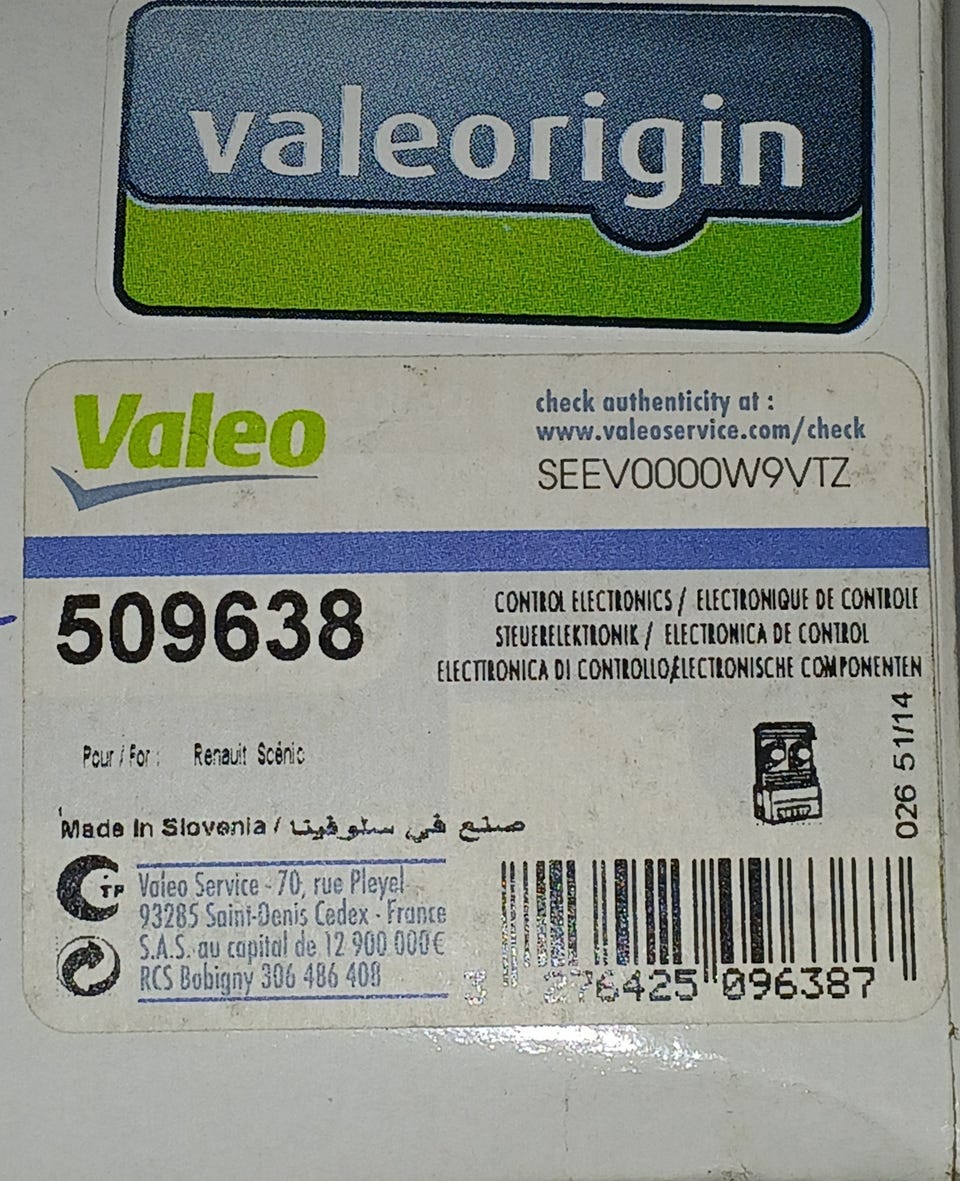 valeorigin
Valeo
check authenticity at :
www.valeoservice.com/check
SEEV0000W9VTZ
509638
CONTROL ELECTRONICS / ELECTRONIQUE DE CONTROLE
STEUERELEKTRONIK / ELECTRONICA DE CONTROL
ELECTTRONICA DI CONTROLLO/ELECTRONISCHE COMPONENTEN
Pour / For : Renault Scénic
026 51/14
Made In Slovenia / صنع في سلوفينا
TP
Valeo Service - 70, rue Pleyel
93285 Saint-Denis Cedex - France
S.A.S. au capital de 12 900 000€
RCS Bobigny 306 486 408
3 276425 096387